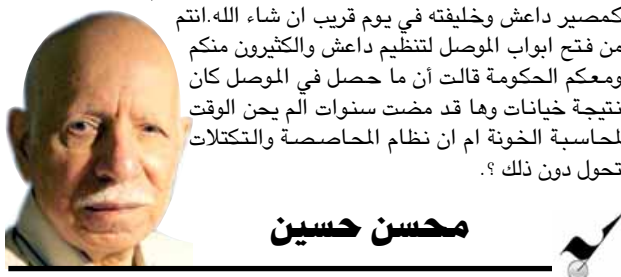 كمصير داعش وخليفته في يوم قريب ان شاء الله.انتم
من فتح ابواب الموصل لتنظيم داعش والكثيرون منكم
ومعكم الحكومة قالت أن ما حصل في الموصل كان
نتيجة خيانات وها قد مضت سنوات الم يحن الوقت
لمحاسبة الخونة ام ان نظام المحاصصة والتكتلات
تحول دون ذلك ؟.
محسن حسين